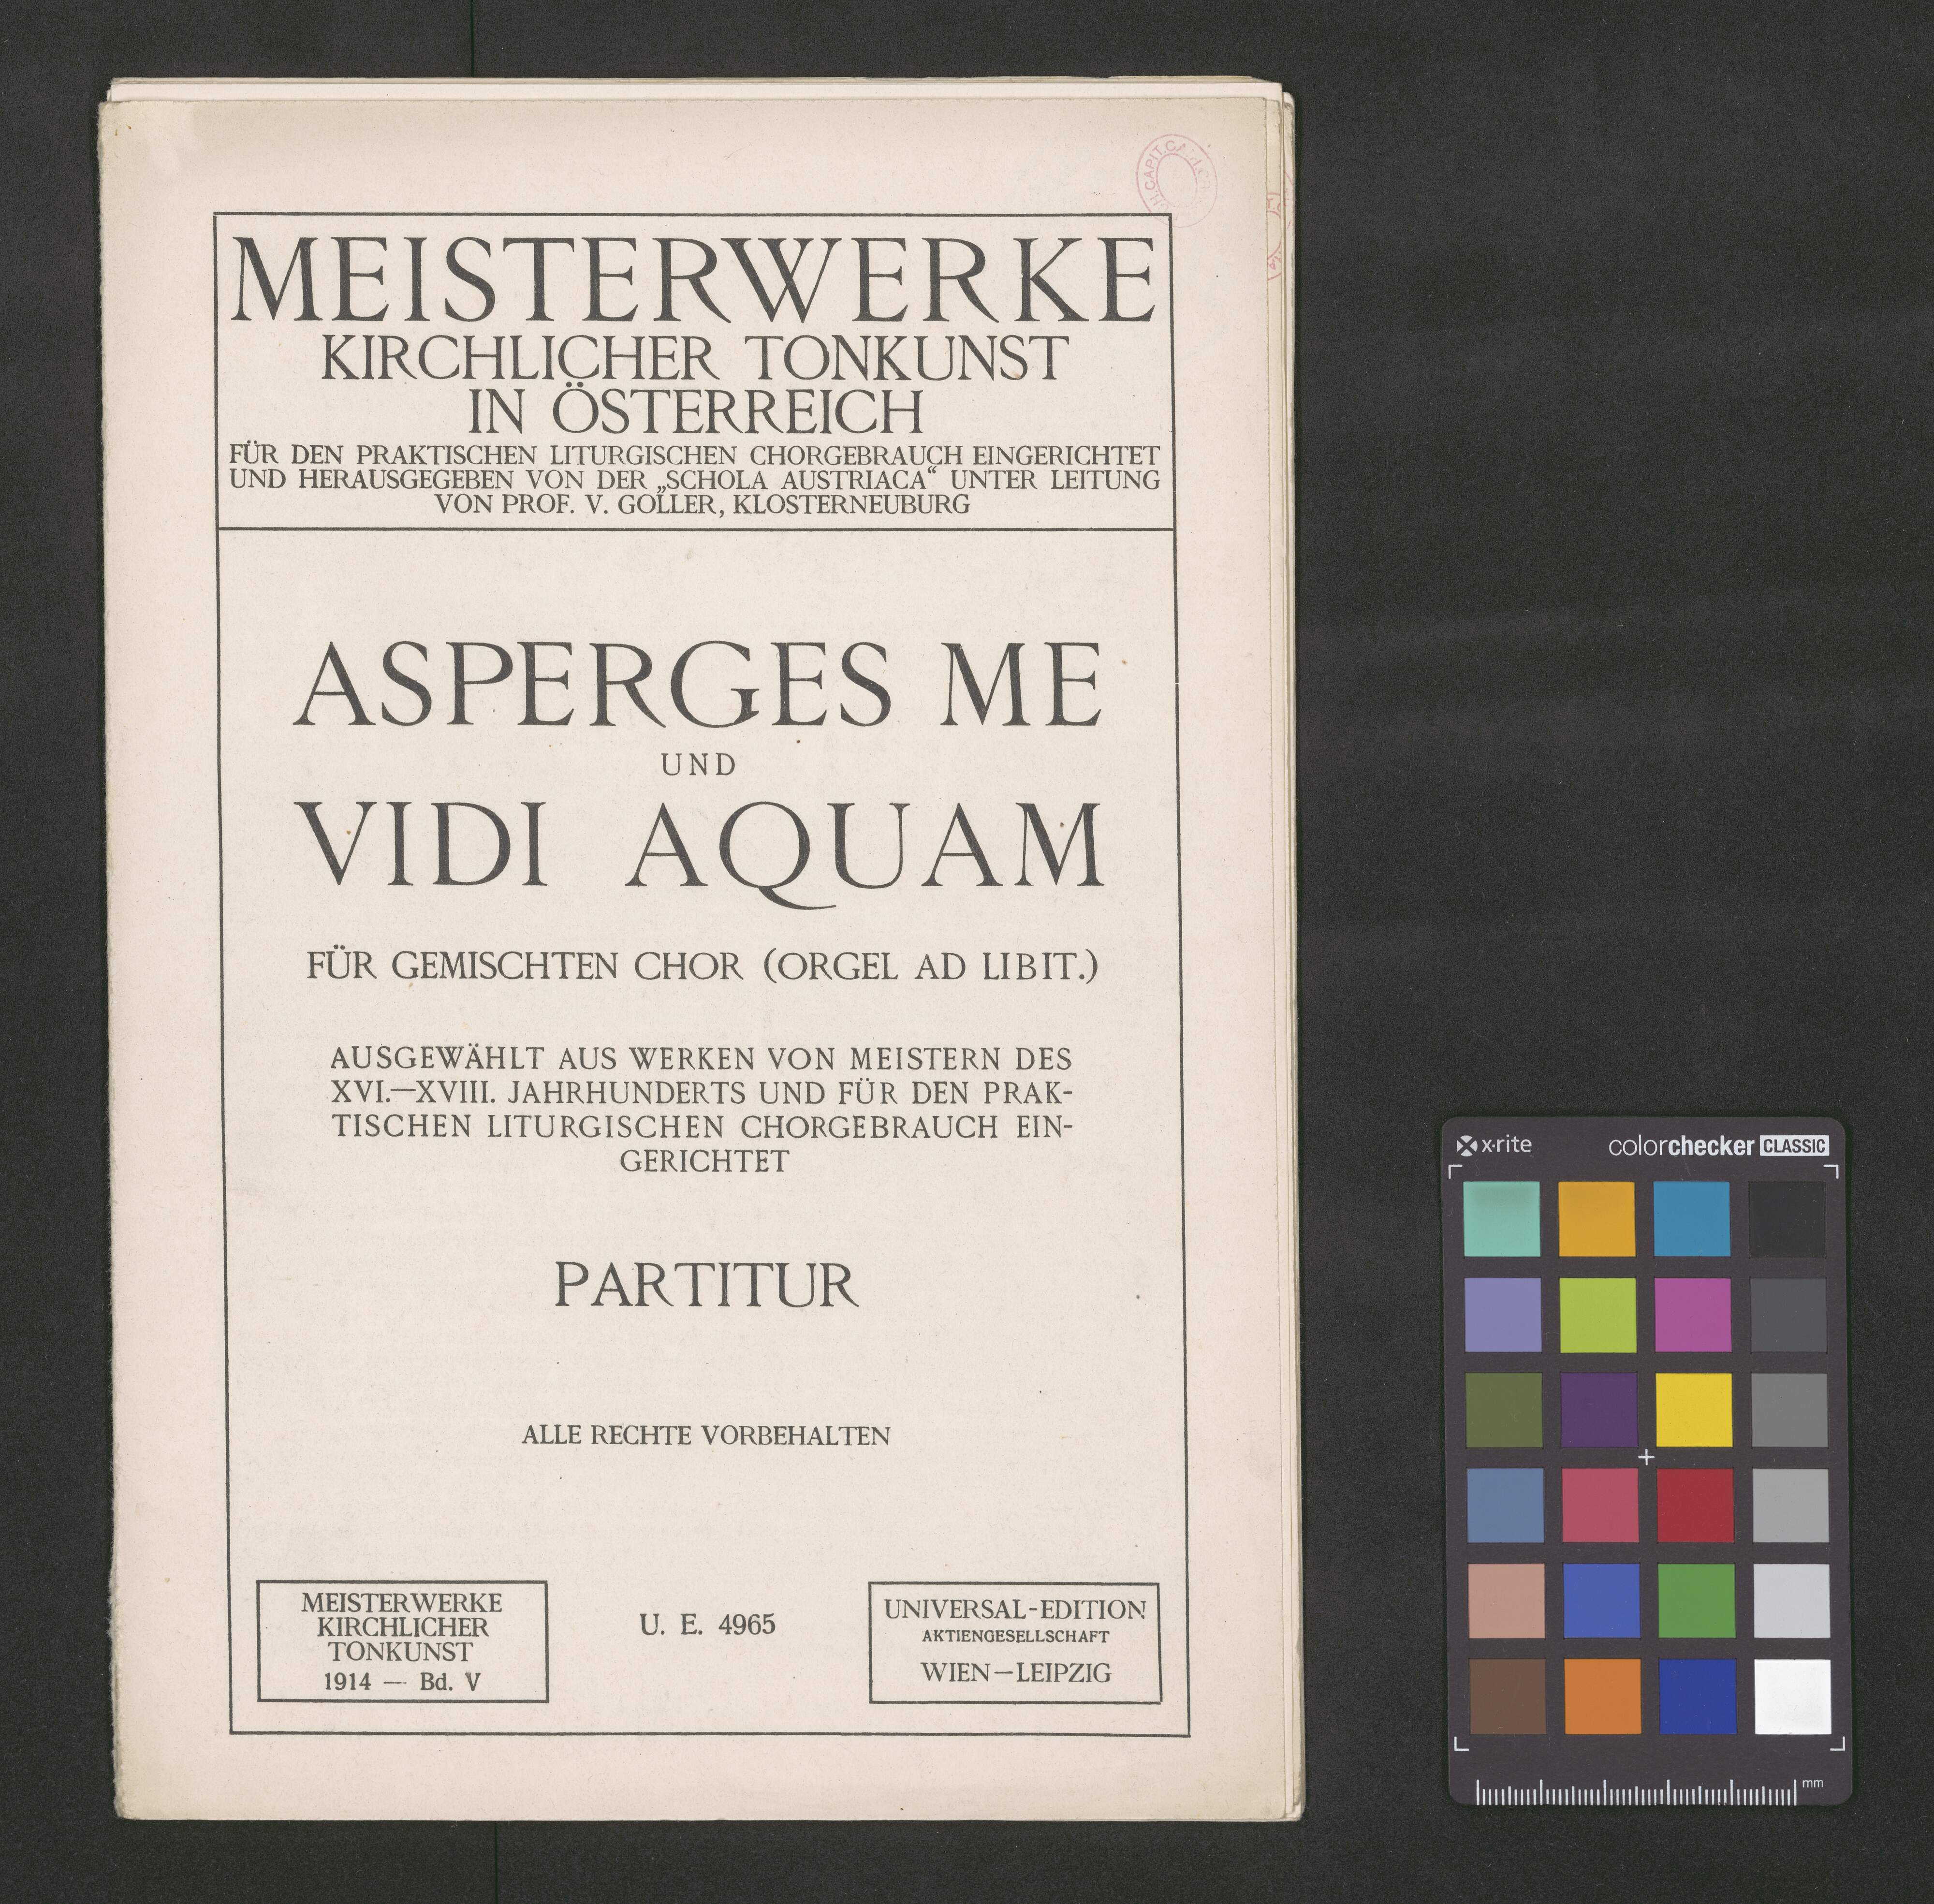 MEISTERWERKE
KIRCHLICHER TONKUNST
IN ÖSTERREICH
FÜR DEN PRAKTISCHEN LITURGISCHEN CHORGEBRAUCH EINGERICHTET
UND HERAUSGEGEBEN VON DER „SCHOLA AUSTRIACA“ UNTER LEITUNG
VON PROF. V. GOLLER, KLOSTERNEUBURG
ASPERGES ME
UND
VIDI AQUAM
FÜR GEMISCHTEN CHOR (ORGEL AD LIBIT.)
AUSGEWÄHLT AUS WERKEN VON MEISTERN DES
XVI.—XVIII. JAHRHUNDERTS UND FÜR DEN PRAK-
TISCHEN LITURGISCHEN CHORGEBRAUCH EIN-
GERICHTET
PARTITUR
ALLE RECHTE VORBEHALTEN
MEISTERWERKE
KIRCHLICHER
TONKUNST
1914 — Bd. V
U. E. 4965
UNIVERSAL-EDITION
AKTIENGESELLSCHAFT
WIEN—LEIPZIG
x·rite
colorchecker CLASSIC
mm